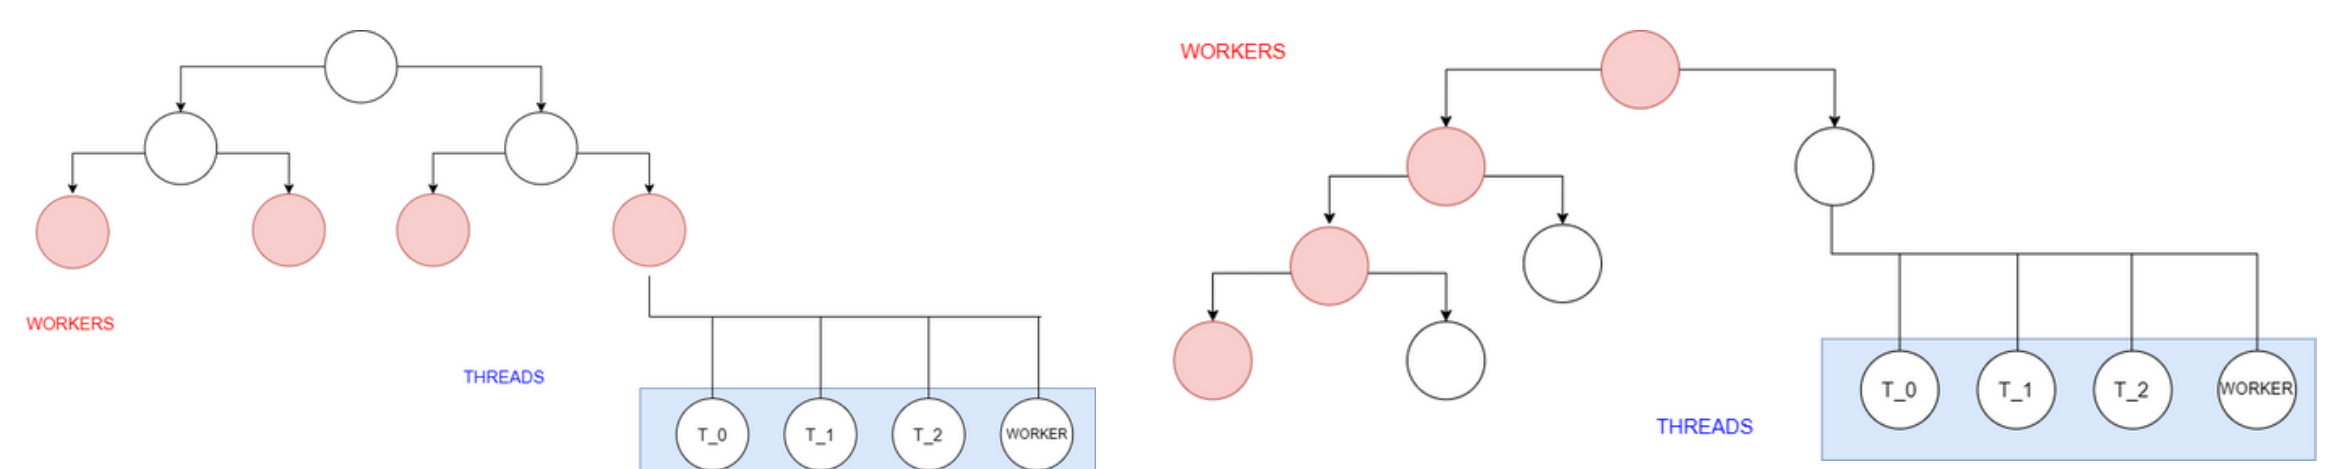 WORKERS
THREADS
T_0
T_1
T_2
WORKER
WORKERS
T_0
T_1
T_2
WORKER
THREADS